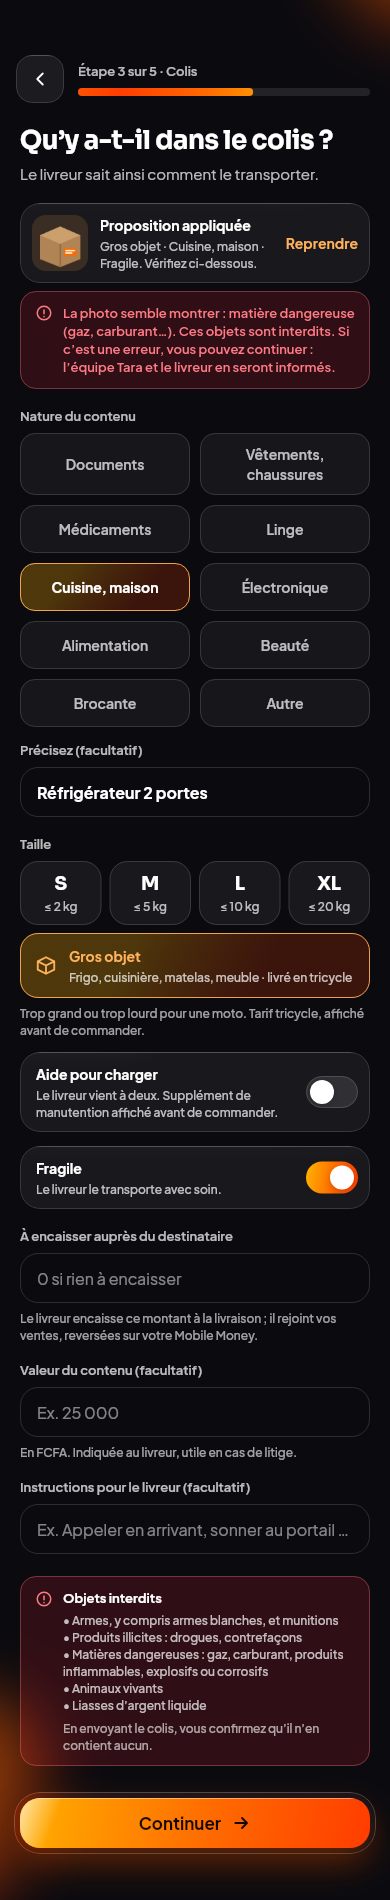 Étape 3 sur 5 · Colis
Qu’y a-t-il dans le colis ?
Le livreur sait ainsi comment le transporter.
Proposition appliquée
Gros objet · Cuisine, maison ·
Fragile. Vérifiez ci-dessous.
Reprendre
La photo semble montrer : matière dangereuse
(gaz, carburant…). Ces objets sont interdits. Si
c’est une erreur, vous pouvez continuer :
l’équipe Tara et le livreur en seront informés.
Nature du contenu
Documents
Vêtements,
chaussures
Médicaments
Linge
Cuisine, maison
Électronique
Alimentation
Beauté
Brocante
Autre
Précisez (facultatif)
Réfrigérateur 2 portes
Taille
S
≤ 2 kg
M
≤ 5 kg
L
≤ 10 kg
XL
≤ 20 kg
Gros objet
Frigo, cuisinière, matelas, meuble · livré en tricycle
Trop grand ou trop lourd pour une moto. Tarif tricycle, affiché
avant de commander.
Aide pour charger
Le livreur vient à deux. Supplément de
manutention affiché avant de commander.
Fragile
Le livreur le transporte avec soin.
À encaisser auprès du destinataire
0 si rien à encaisser
Le livreur encaisse ce montant à la livraison ; il rejoint vos
ventes, reversées sur votre Mobile Money.
Valeur du contenu (facultatif)
Ex. 25 000
En FCFA. Indiquée au livreur, utile en cas de litige.
Instructions pour le livreur (facultatif)
Ex. Appeler en arrivant, sonner au portail …
Objets interdits
• Armes, y compris armes blanches, et munitions
• Produits illicites : drogues, contrefaçons
• Matières dangereuses : gaz, carburant, produits
inflammables, explosifs ou corrosifs
• Animaux vivants
• Liasses d’argent liquide
En envoyant le colis, vous confirmez qu’il n’en
contient aucun.
Continuer →